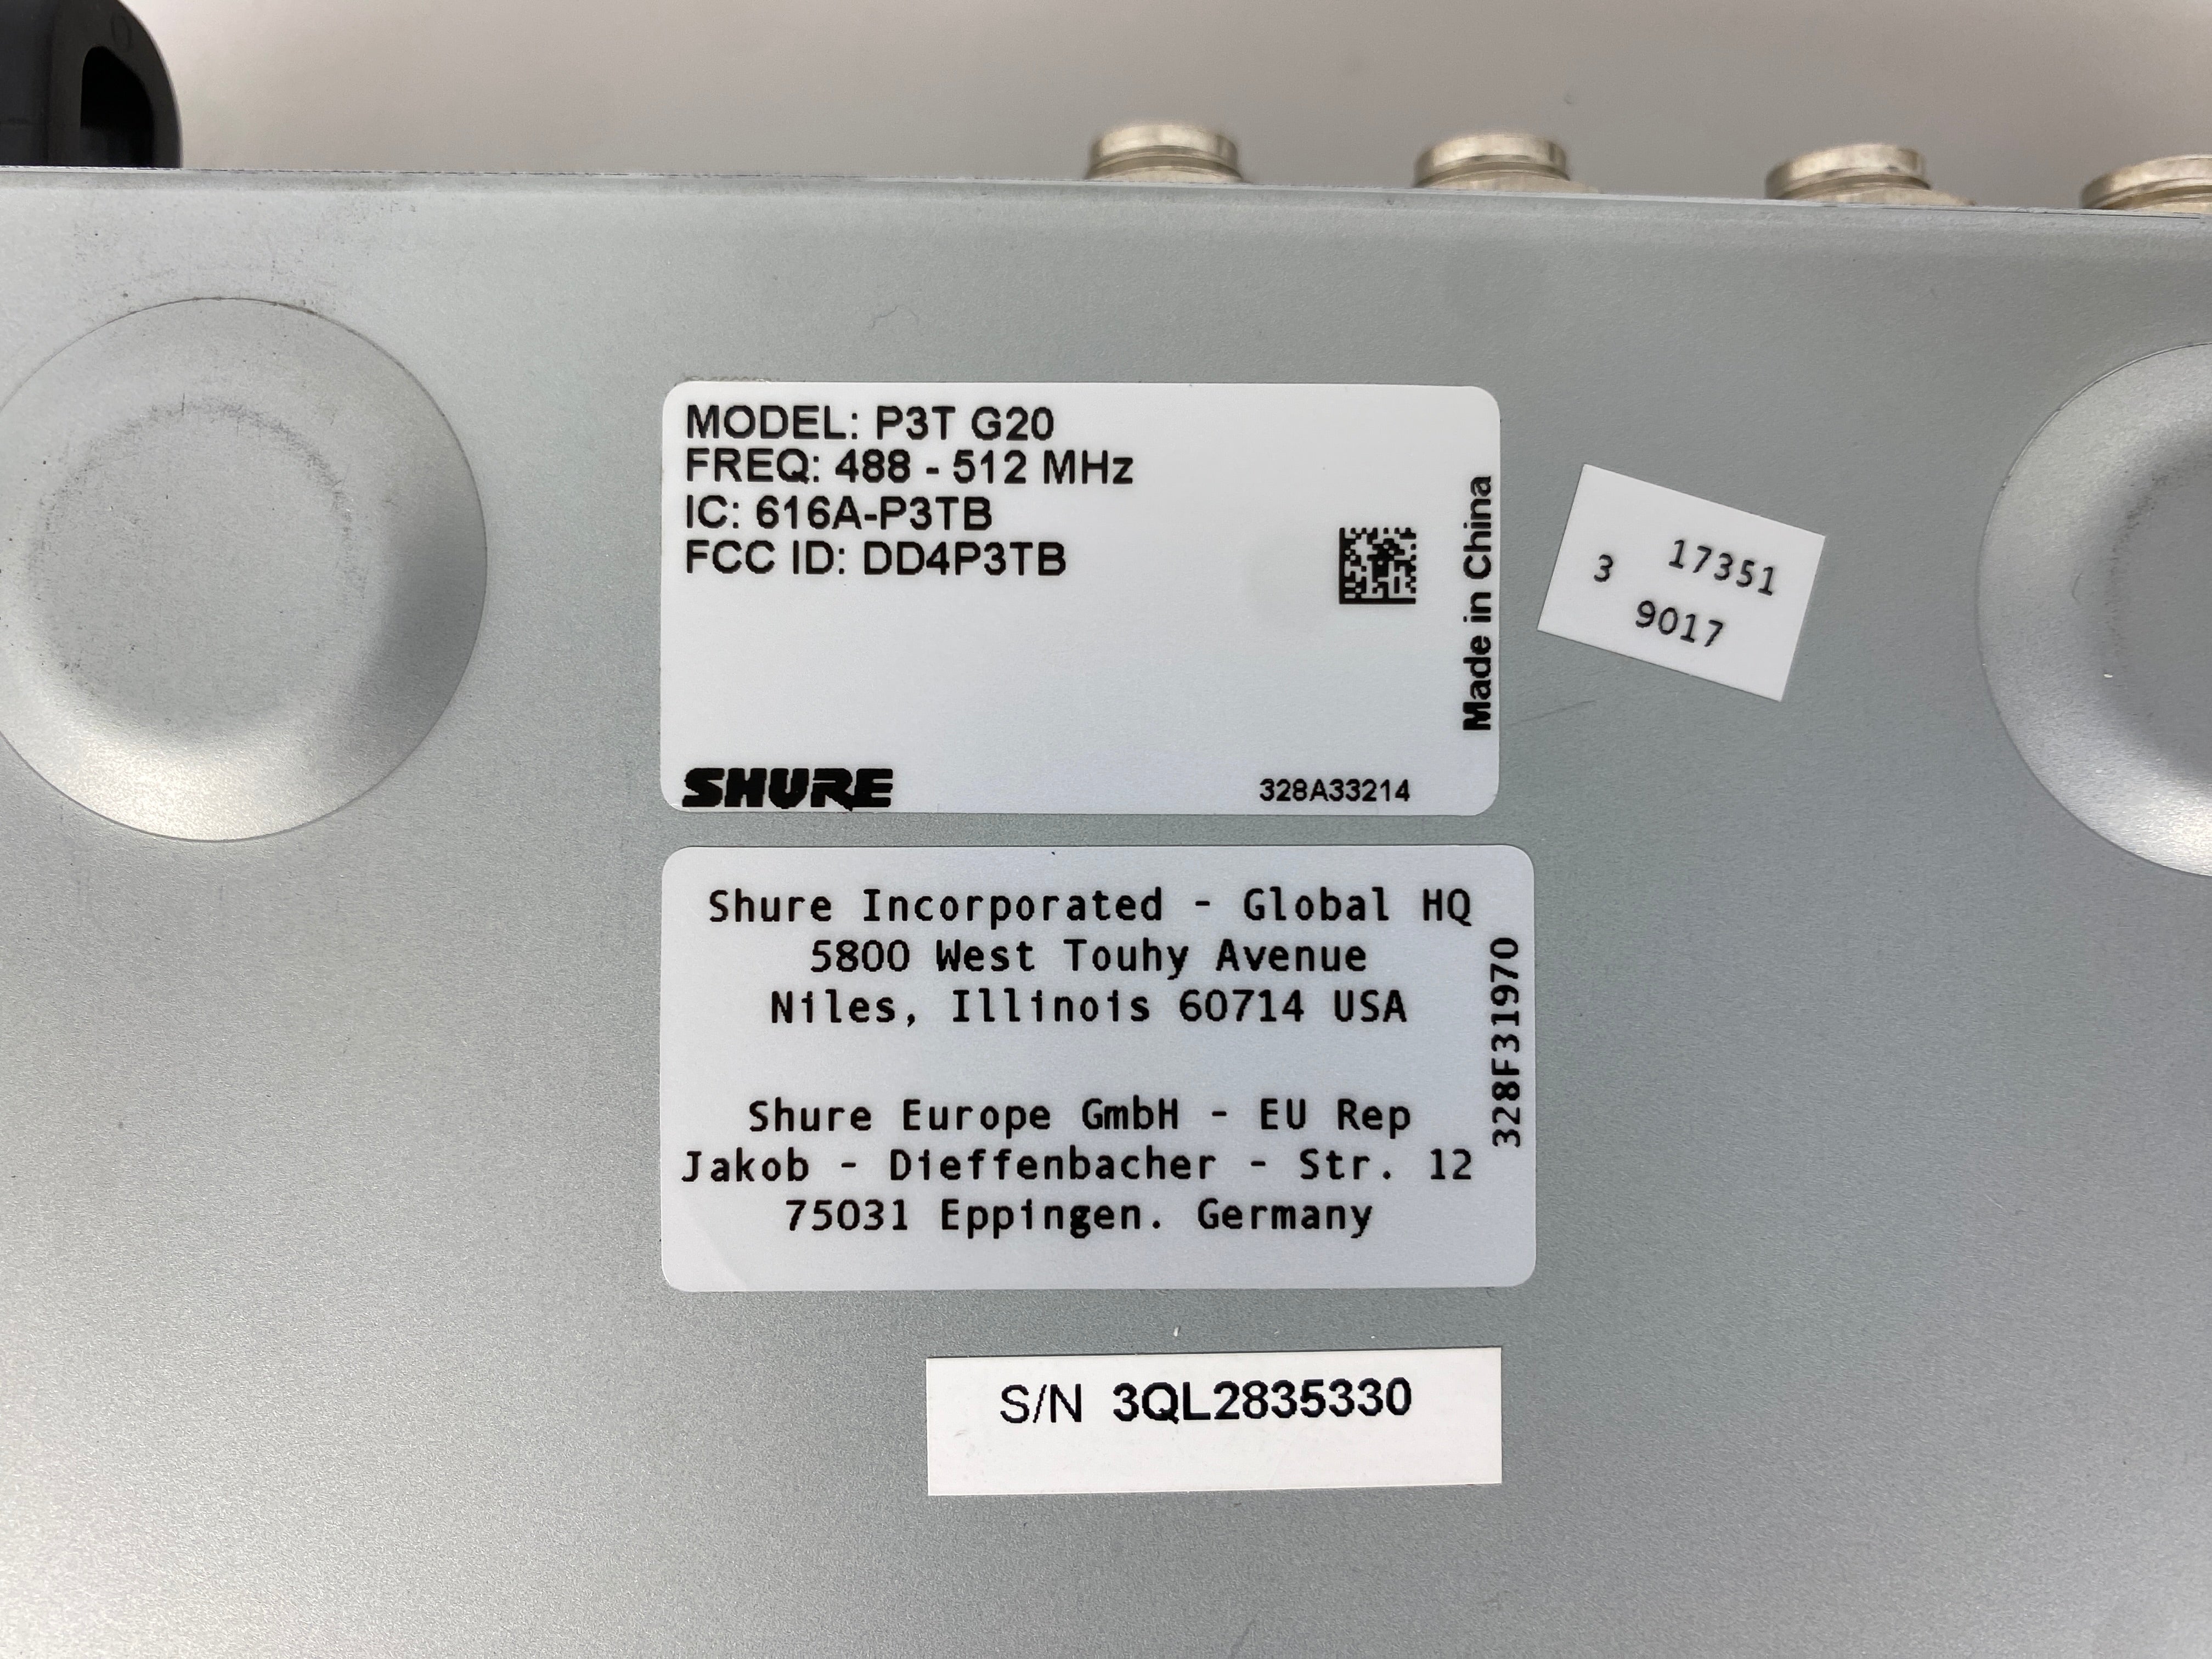 MODEL: P3T G20
FREQ: 488 - 512 MHz
IC: 616A-P3TB
FCC ID: DD4P3TB
Made in China
SHURE
328A33214
17351
3
9017
Shure Incorporated - Global HQ
5800 West Touhy Avenue
Niles, Illinois 60714 USA
Shure Europe GmbH - EU Rep
Jakob - Dieffenbacher - Str. 12
75031 Eppingen. Germany
328F31970
S/N 3QL2835330